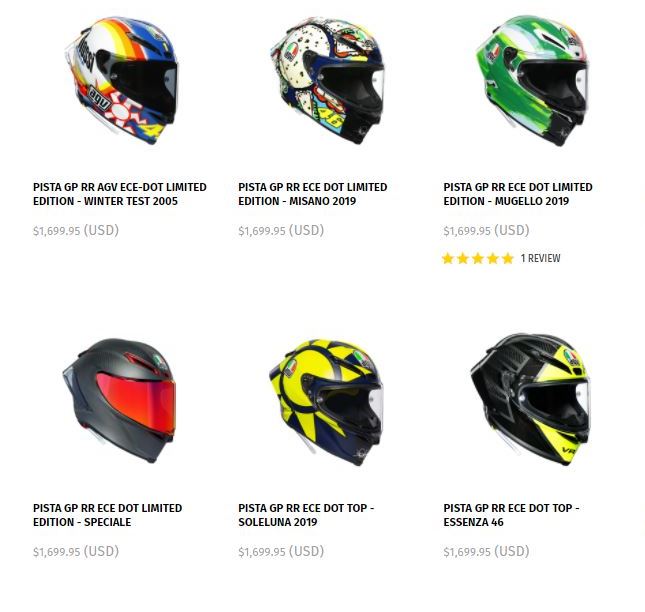 AGV
46
VR
PISTA GP RR AGV ECE-DOT LIMITED
EDITION - WINTER TEST 2005
$1,699.95 (USD)
PISTA GP RR ECE DOT LIMITED
EDITION - MISANO 2019
$1,699.95 (USD)
PISTA GP RR ECE DOT LIMITED
EDITION - MUGELLO 2019
$1,699.95 (USD)
1 REVIEW
PISTA GP RR ECE DOT LIMITED
EDITION - SPECIALE
$1,699.95 (USD)
PISTA GP RR ECE DOT TOP -
SOLELUNA 2019
$1,699.95 (USD)
PISTA GP RR ECE DOT TOP -
ESSENZA 46
$1,699.95 (USD)